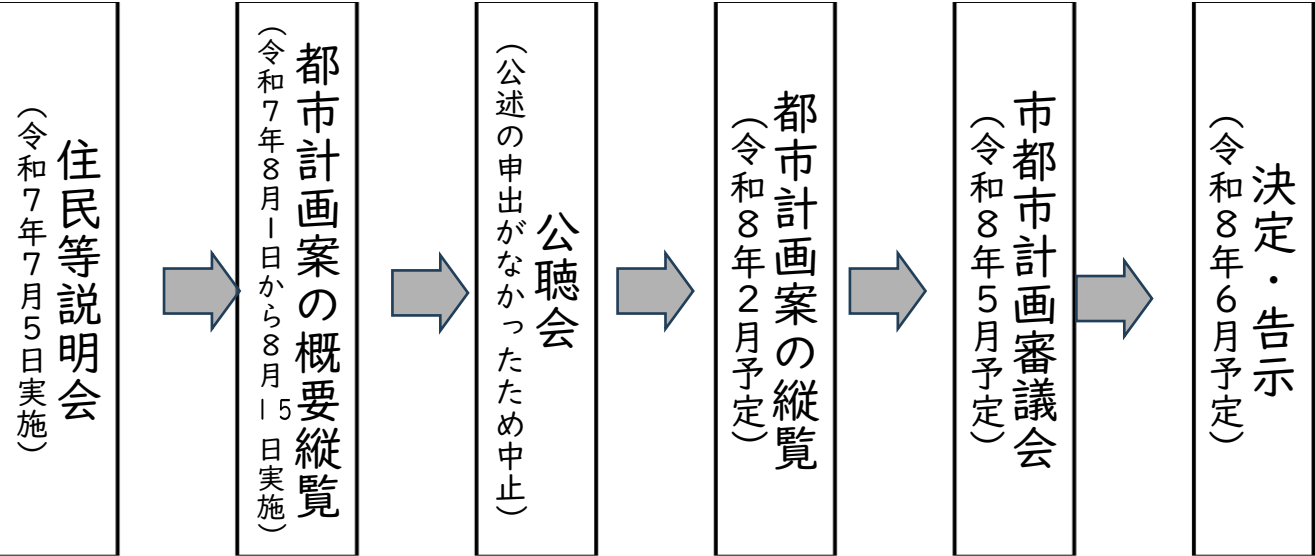 住民等説明会
（令和７年７月５日実施）
都市計画案の概要縦覧
（令和７年８月１日から８月15日実施）
公聴会
（公述の申出がなかったため中止）
都市計画案の縦覧
（令和８年２月予定）
市都市計画審議会
（令和８年５月予定）
決定・告示
（令和８年６月予定）